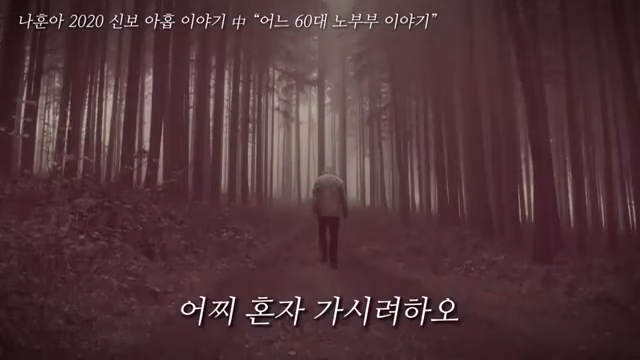 나훈아 2020 신보 아홉 이야기 中 “어느 60대 노부부 이야기”
어찌 혼자 가시려하오